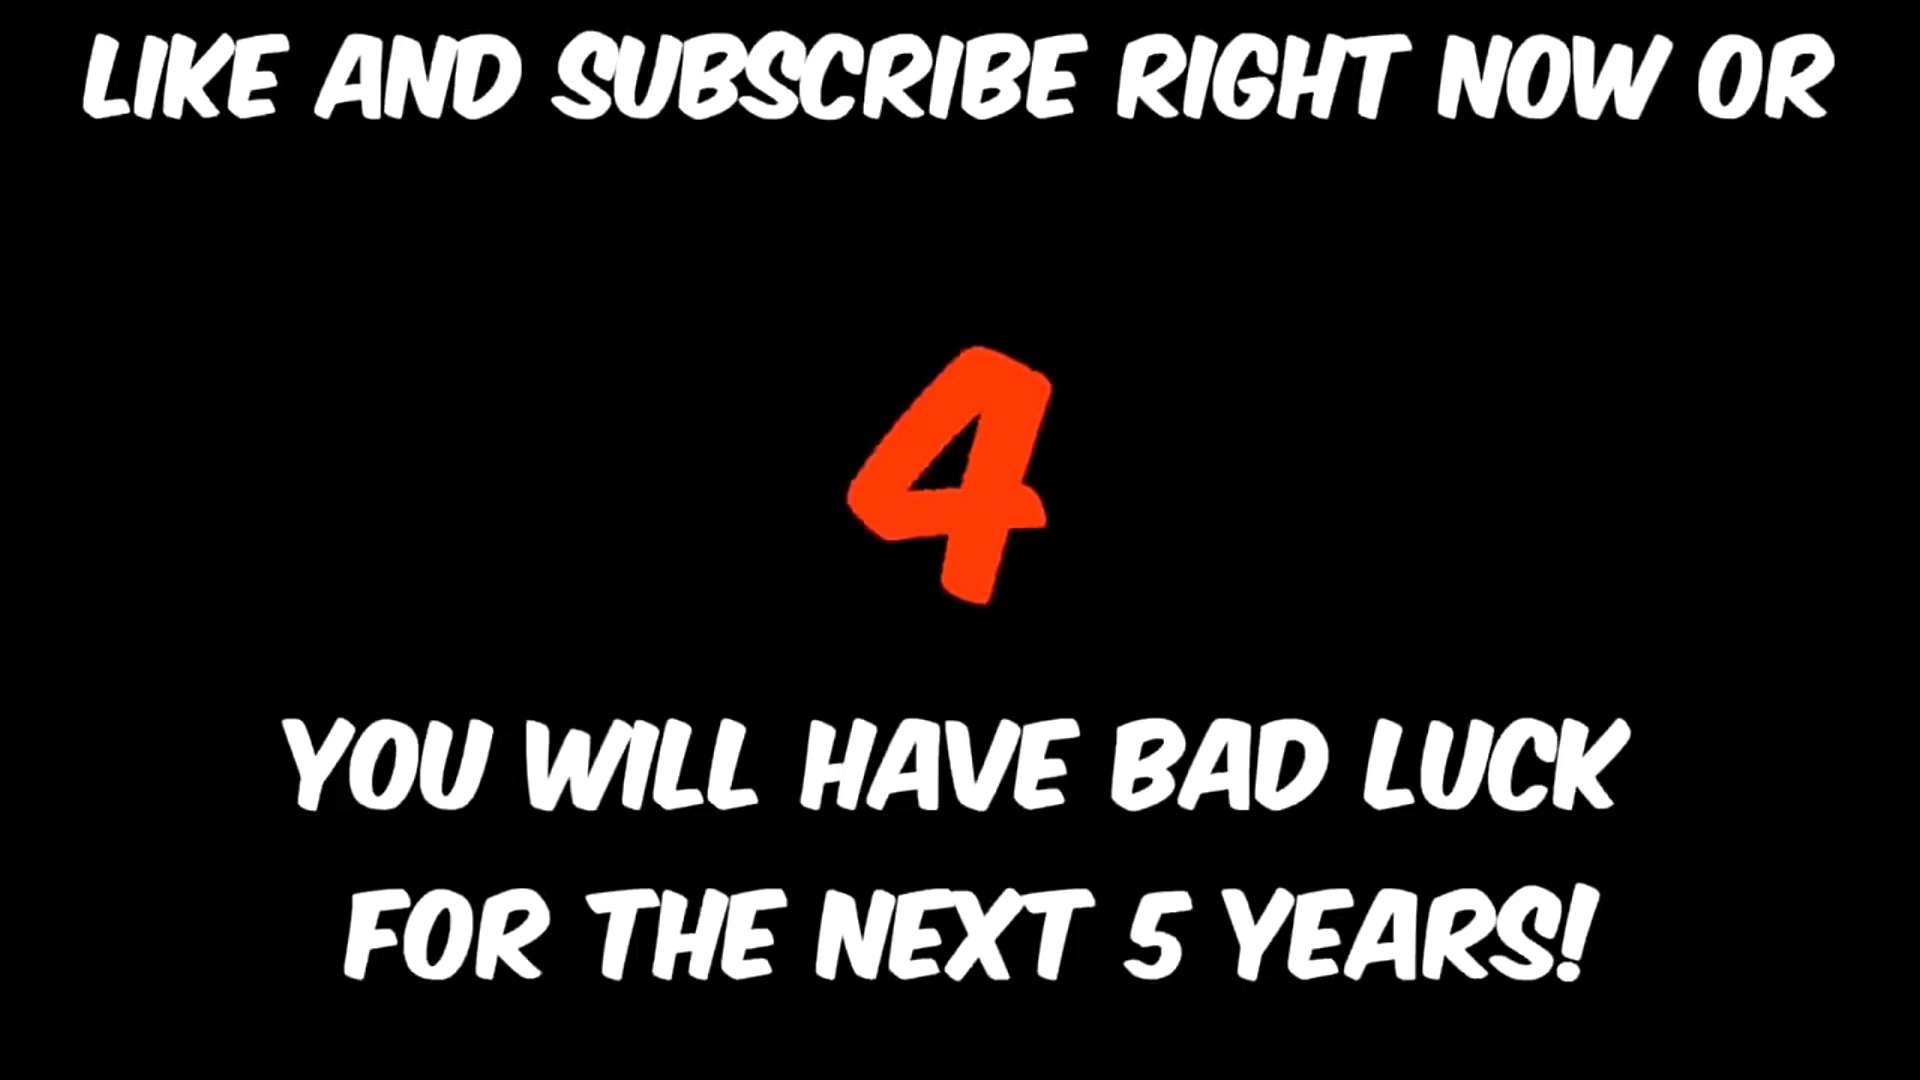 LIKE AND SUBSCRIBE RIGHT NOW OR
4
YOU WILL HAVE BAD LUCK
FOR THE NEXT 5 YEARS!